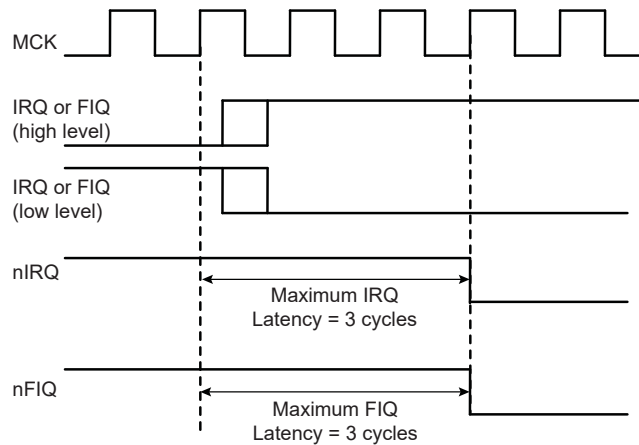 MCK
IRQ or FIQ
(high level)
IRQ or FIQ
(low level)
nIRQ
Maximum IRQ
Latency = 3 cycles
nFIQ
Maximum FIQ
Latency = 3 cycles